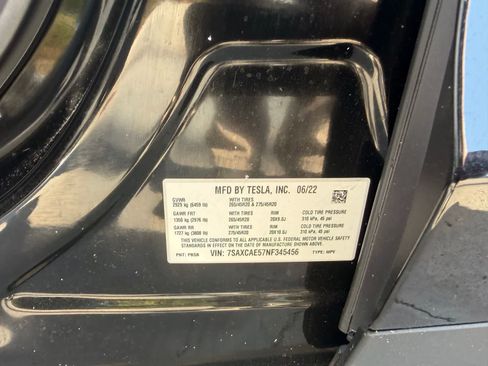 MFD BY TESLA, INC. 06/22
GVWR WITH TIRES
2929 kg (6459 lb) 265/45R20 & 275/45R20
GAWR FRT WITH TIRES RIM COLD TIRE PRESSURE
1350 kg (2976 lb) 265/45R20 20X9.5J 310 kPa, 45 psi
GAWR RR WITH TIRES RIM COLD TIRE PRESSURE
1727 kg (3808 lb) 275/45R20 20X10.5J 310 kPa, 45 psi
THIS VEHICLE CONFORMS TO ALL APPLICABLE U.S. FEDERAL MOTOR VEHICLE SAFETY
STANDARDS IN EFFECT ON THE DATE OF MANUFACTURE SHOWN ABOVE.
PNT: PBSB VIN: 7SAXCAE57NF345456 TYPE: MPV